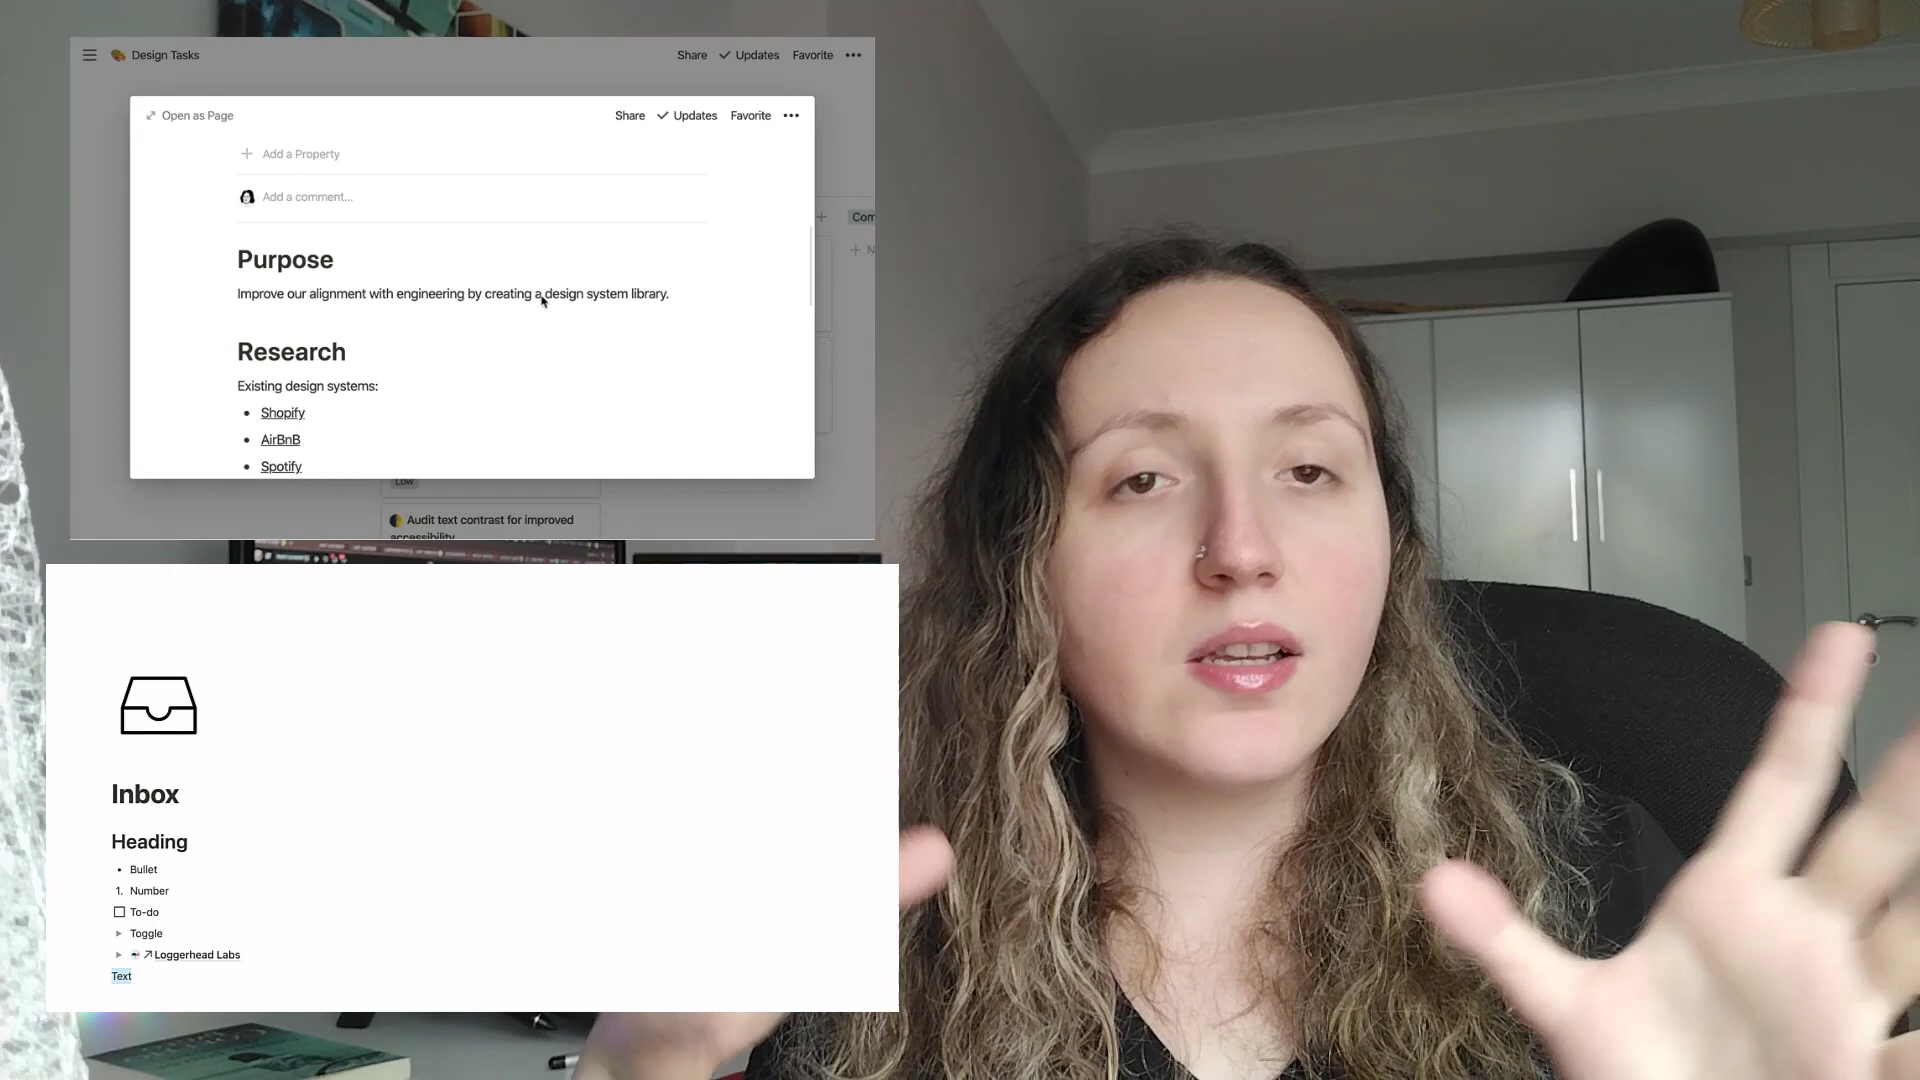 Design Tasks
Share Updates Favorite
Open as Page
Share Updates Favorite
Add a Property
Add a comment...
Com
N
Purpose
Improve our alignment with engineering by creating a design system library.
Research
Existing design systems:
Shopify
AirBnB
Spotify
Low
Audit text contrast for improved
accessibility
Inbox
Heading
Bullet
1. Number
To-do
Toggle
Loggerhead Labs
Text